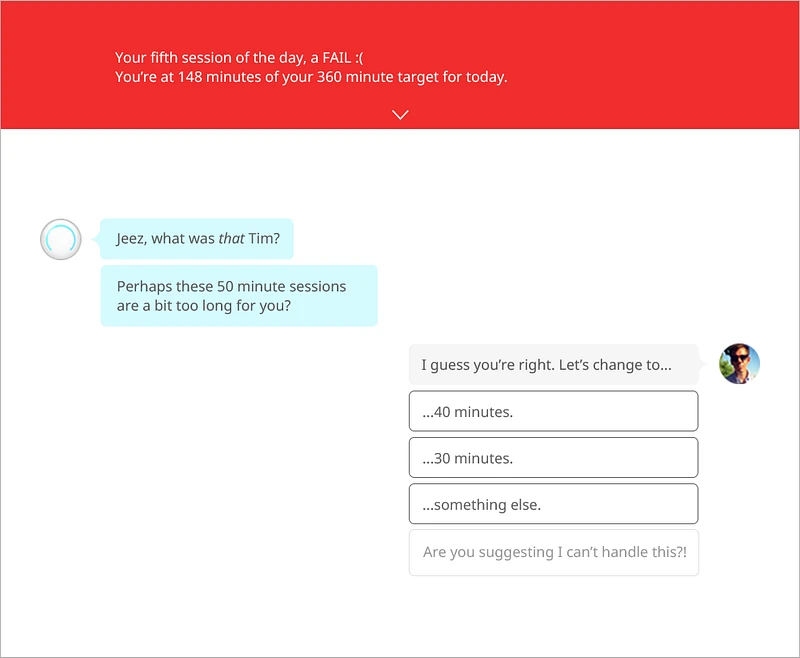 Your fifth session of the day, a FAIL :(
You’re at 148 minutes of your 360 minute target for today.
Jeez, what was that Tim?
Perhaps these 50 minute sessions
are a bit too long for you?
I guess you’re right. Let’s change to...
...40 minutes.
...30 minutes.
...something else.
Are you suggesting I can’t handle this?!